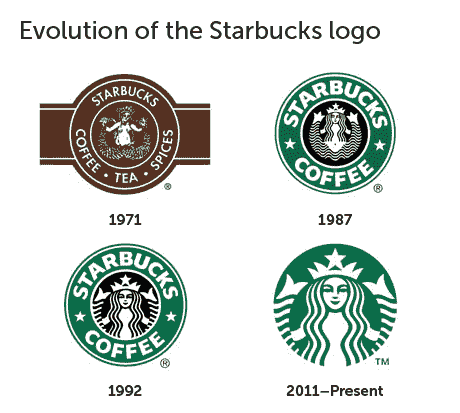 Evolution of the Starbucks logo
STARBUCKS
COFFEE • TEA • SPICES
®
1971
STARBUCKS
COFFEE
®
1987
STARBUCKS
COFFEE
®
1992
TM
2011–Present